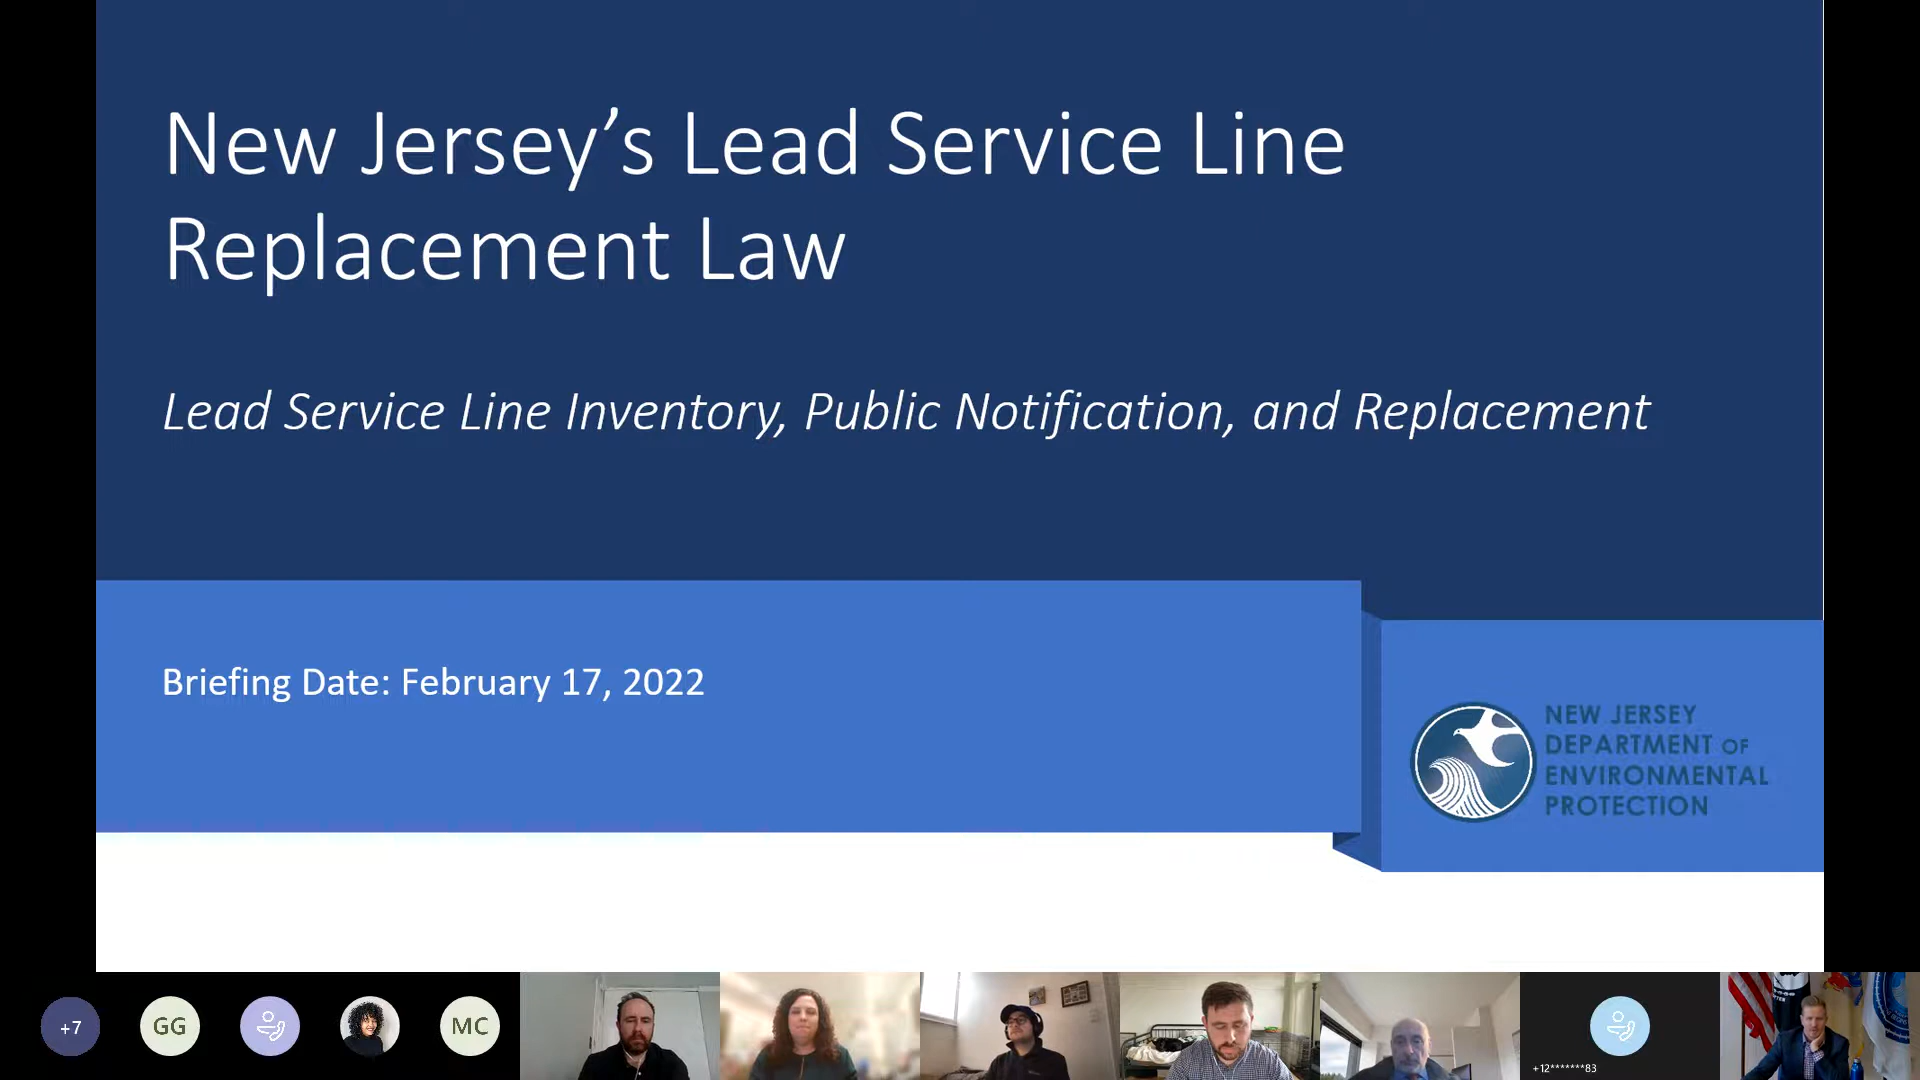 New Jersey’s Lead Service Line
Replacement Law
Lead Service Line Inventory, Public Notification, and Replacement
Briefing Date: February 17, 2022
NEW JERSEY
DEPARTMENT OF
ENVIRONMENTAL
PROTECTION
+7
GG
MC
+12*******83